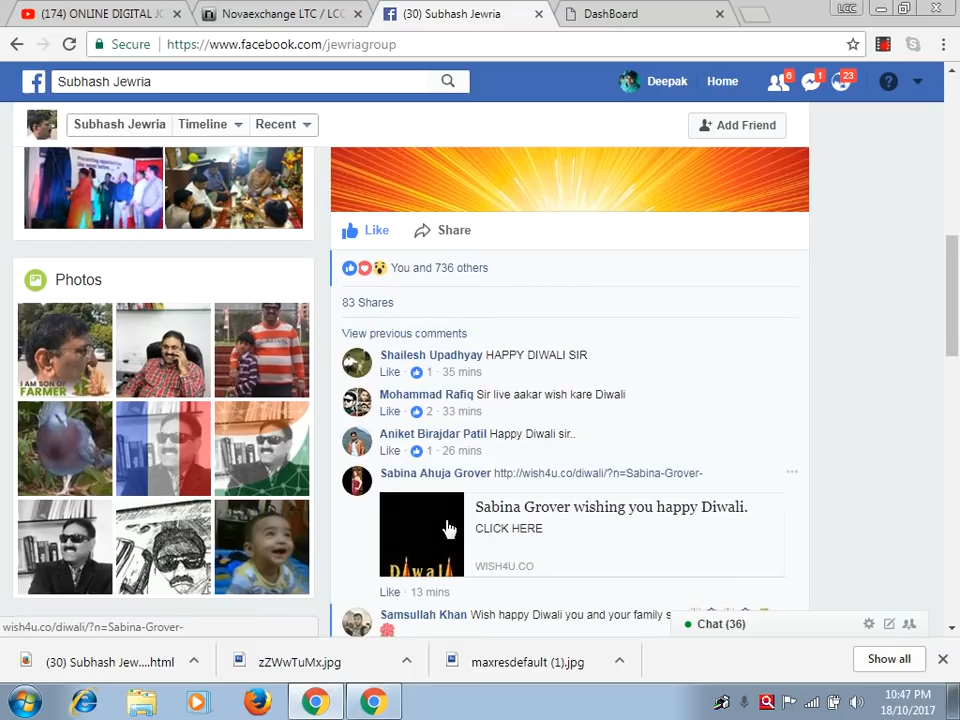 (174) ONLINE DIGITAL JO
Novaexchange LTC / LCC
(30) Subhash Jewria
DashBoard
LCC
Secure
https://www.facebook.com/jewriagroup
Subhash Jewria
Deepak
Home
6
1
23
?
Subhash Jewria
Timeline
Recent
Add Friend
Like
Share
You and 736 others
83 Shares
View previous comments
Shailesh Upadhyay HAPPY DIWALI SIR
Like · 1 · 35 mins
Mohammad Rafiq Sir live aakar wish kare Diwali
Like · 2 · 33 mins
Aniket Birajdar Patil Happy Diwali sir..
Like · 1 · 26 mins
Sabina Ahuja Grover http://wish4u.co/diwali/?n=Sabina-Grover-
Diwali
Sabina Grover wishing you happy Diwali.
CLICK HERE
WISH4U.CO
Like · 13 mins
Samsullah Khan Wish happy Diwali you and your family s
Photos
I AM SON OF
FARMER
Chat (36)
wish4u.co/diwali/?n=Sabina-Grover-
(30) Subhash Jew....html
zZWwTuMx.jpg
maxresdefault (1).jpg
Show all
10:47 PM
18/10/2017